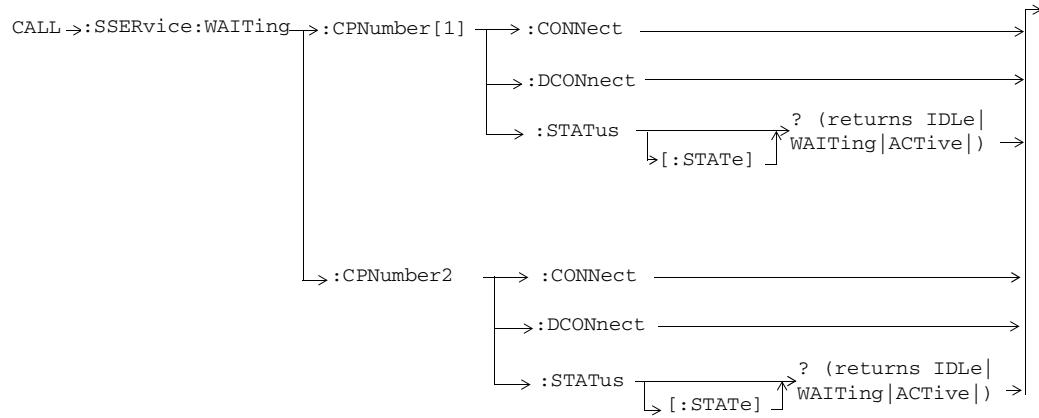 CALL :SSERvice:WAITing :CPNumber[1] :CONNect
:DCONnect
:STATus ? (returns IDLe|
[:STATe] WAITing|ACTive|)
:CPNumber2 :CONNect
:DCONnect
:STATus ? (returns IDLe|
[:STATe] WAITing|ACTive|)